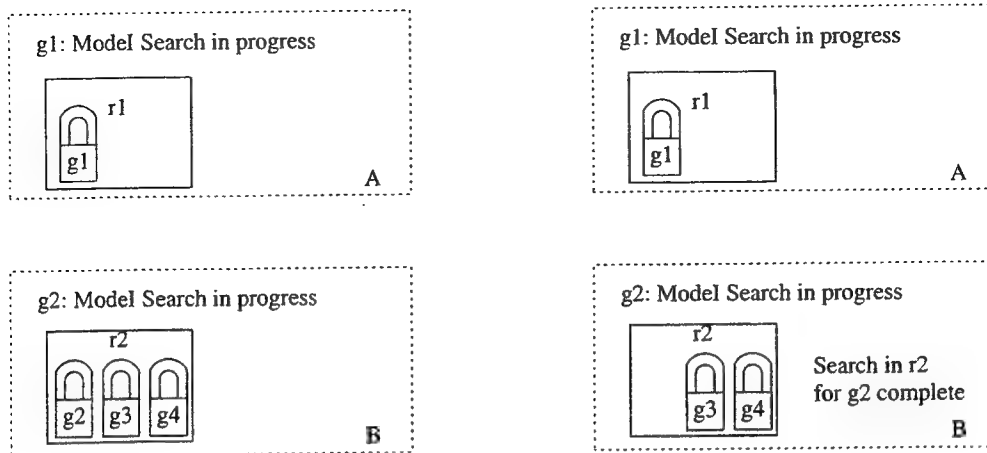 g1: Model Search in progress
r1
g1
A
g1: Model Search in progress
r1
g1
A
g2: Model Search in progress
r2
g2 g3 g4
B
g2: Model Search in progress
r2
Search in r2
for g2 complete
g3 g4
B